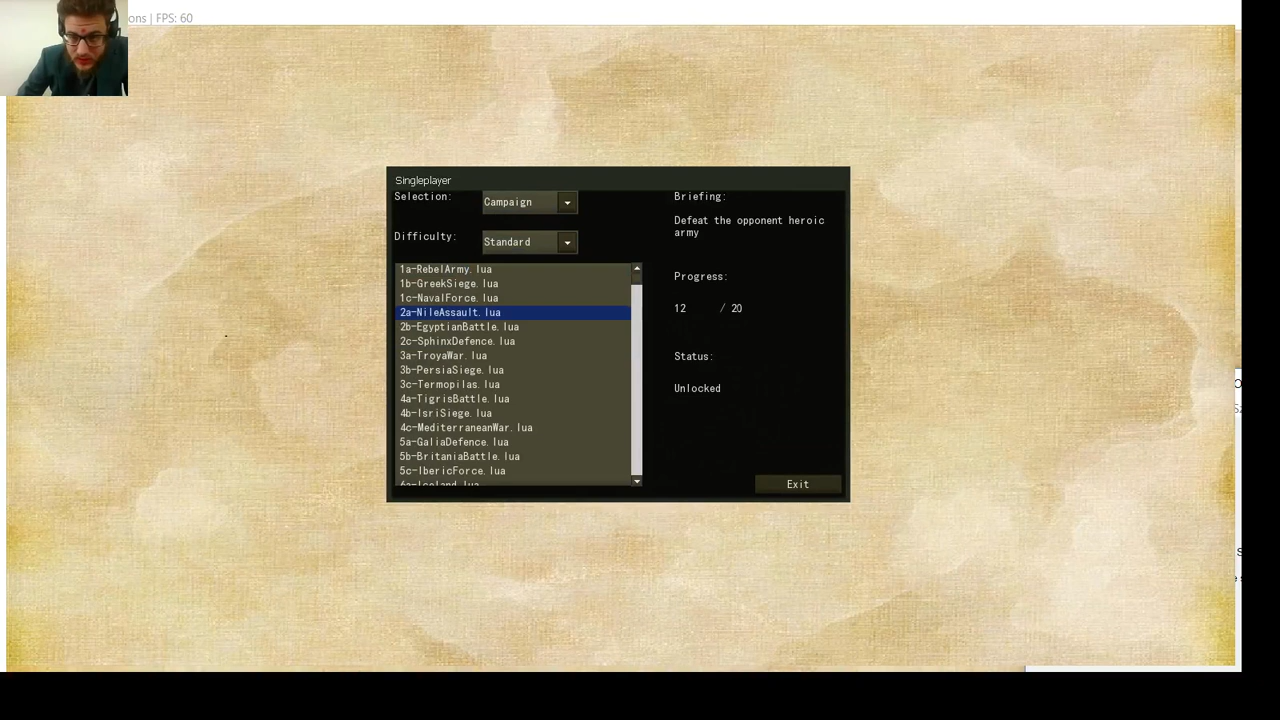 ons | FPS: 60
Singleplayer
Selection:
Campaign
Difficulty:
Standard
1a-RebelArmy.lua
1b-GreekSiege.lua
1c-NavalForce.lua
2a-NileAssault.lua
2b-EgyptianBattle.lua
2c-SphinxDefence.lua
3a-TroyaWar.lua
3b-PersiaSiege.lua
3c-Termopilas.lua
4a-TigrisBattle.lua
4b-IsriSiege.lua
4c-MediterraneanWar.lua
5a-GaliaDefence.lua
5b-BritaniaBattle.lua
5c-IbericForce.lua
6a-Iceland.lua
Briefing:
Defeat the opponent heroic
army
Progress:
12 / 20
Status:
Unlocked
Exit